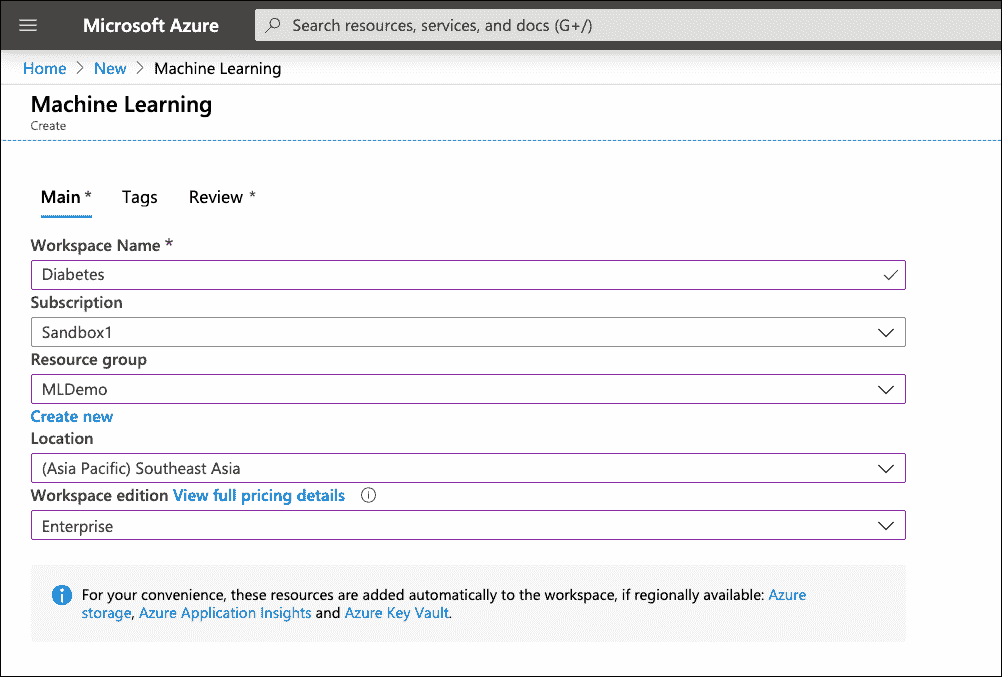 Microsoft Azure
Search resources, services, and docs (G+/)
Home > New > Machine Learning
Machine Learning
Create
Main * Tags Review *
Workspace Name *
Diabetes
Subscription
Sandbox1
Resource group
MLDemo
Create new
Location
(Asia Pacific) Southeast Asia
Workspace edition View full pricing details
Enterprise
For your convenience, these resources are added automatically to the workspace, if regionally available: Azure
storage, Azure Application Insights and Azure Key Vault.